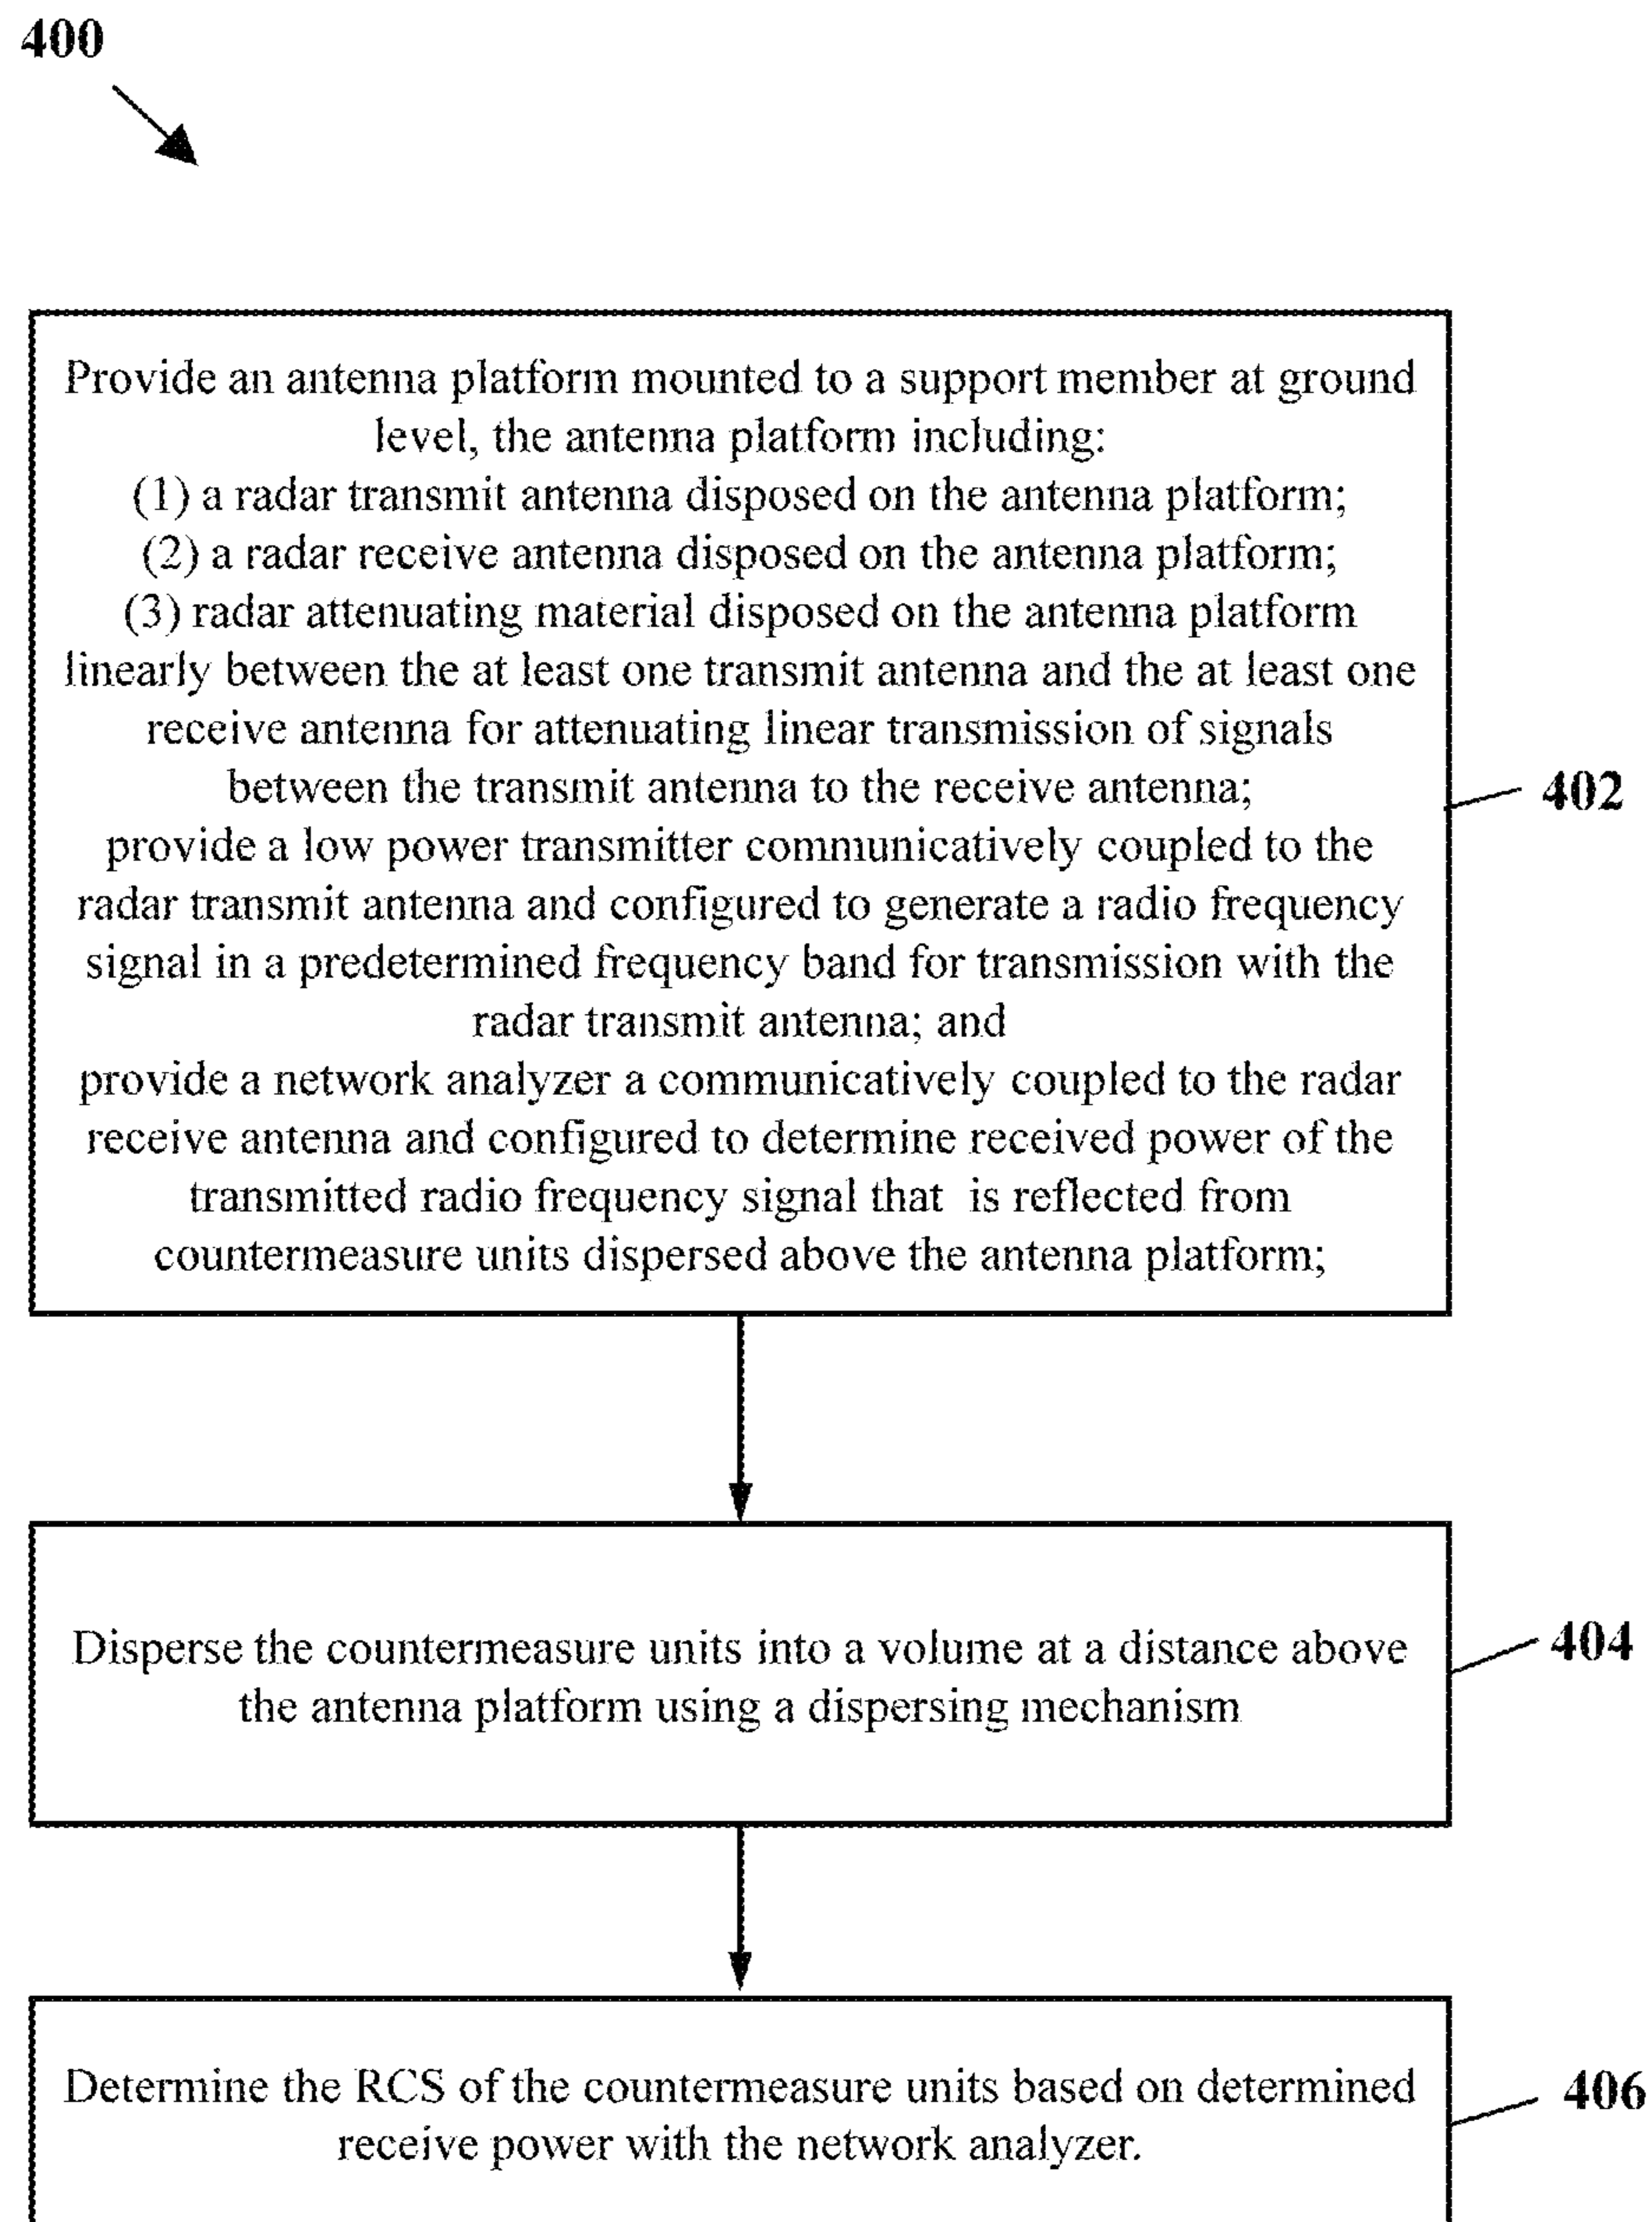 400
Provide an antenna platform mounted to a support member at ground
level, the antenna platform including:
(1) a radar transmit antenna disposed on the antenna platform;
(2) a radar receive antenna disposed on the antenna platform;
(3) radar attenuating material disposed on the antenna platform
linearly between the at least one transmit antenna and the at least one
receive antenna for attenuating linear transmission of signals
between the transmit antenna to the receive antenna;
provide a low power transmitter communicatively coupled to the
radar transmit antenna and configured to generate a radio frequency
signal in a predetermined frequency band for transmission with the
radar transmit antenna; and
provide a network analyzer a communicatively coupled to the radar
receive antenna and configured to determine received power of the
transmitted radio frequency signal that is reflected from
countermeasure units dispersed above the antenna platform;
402
Disperse the countermeasure units into a volume at a distance above
the antenna platform using a dispersing mechanism
404
Determine the RCS of the countermeasure units based on determined
receive power with the network analyzer.
406